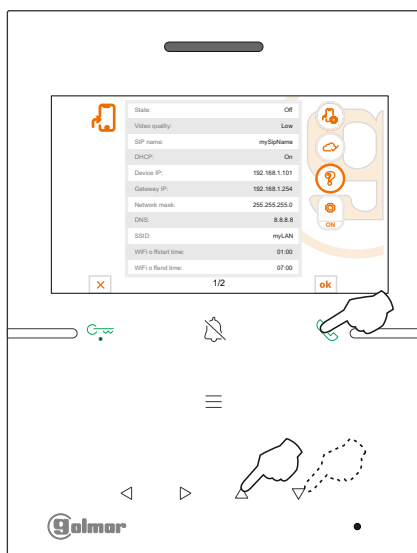 State: Off
Video quality: Low
SIP name: mySipName
DHCP: On
Device IP: 192.168.1.101
Gateway IP: 192.168.1.254
Network mask: 255.255.255.0
DNS: 8.8.8.8
SSID: myLAN
WiFi o ffstart time: 01:00
WiFi o ffend time: 07:00
?
ON
1/2
ok
golmar